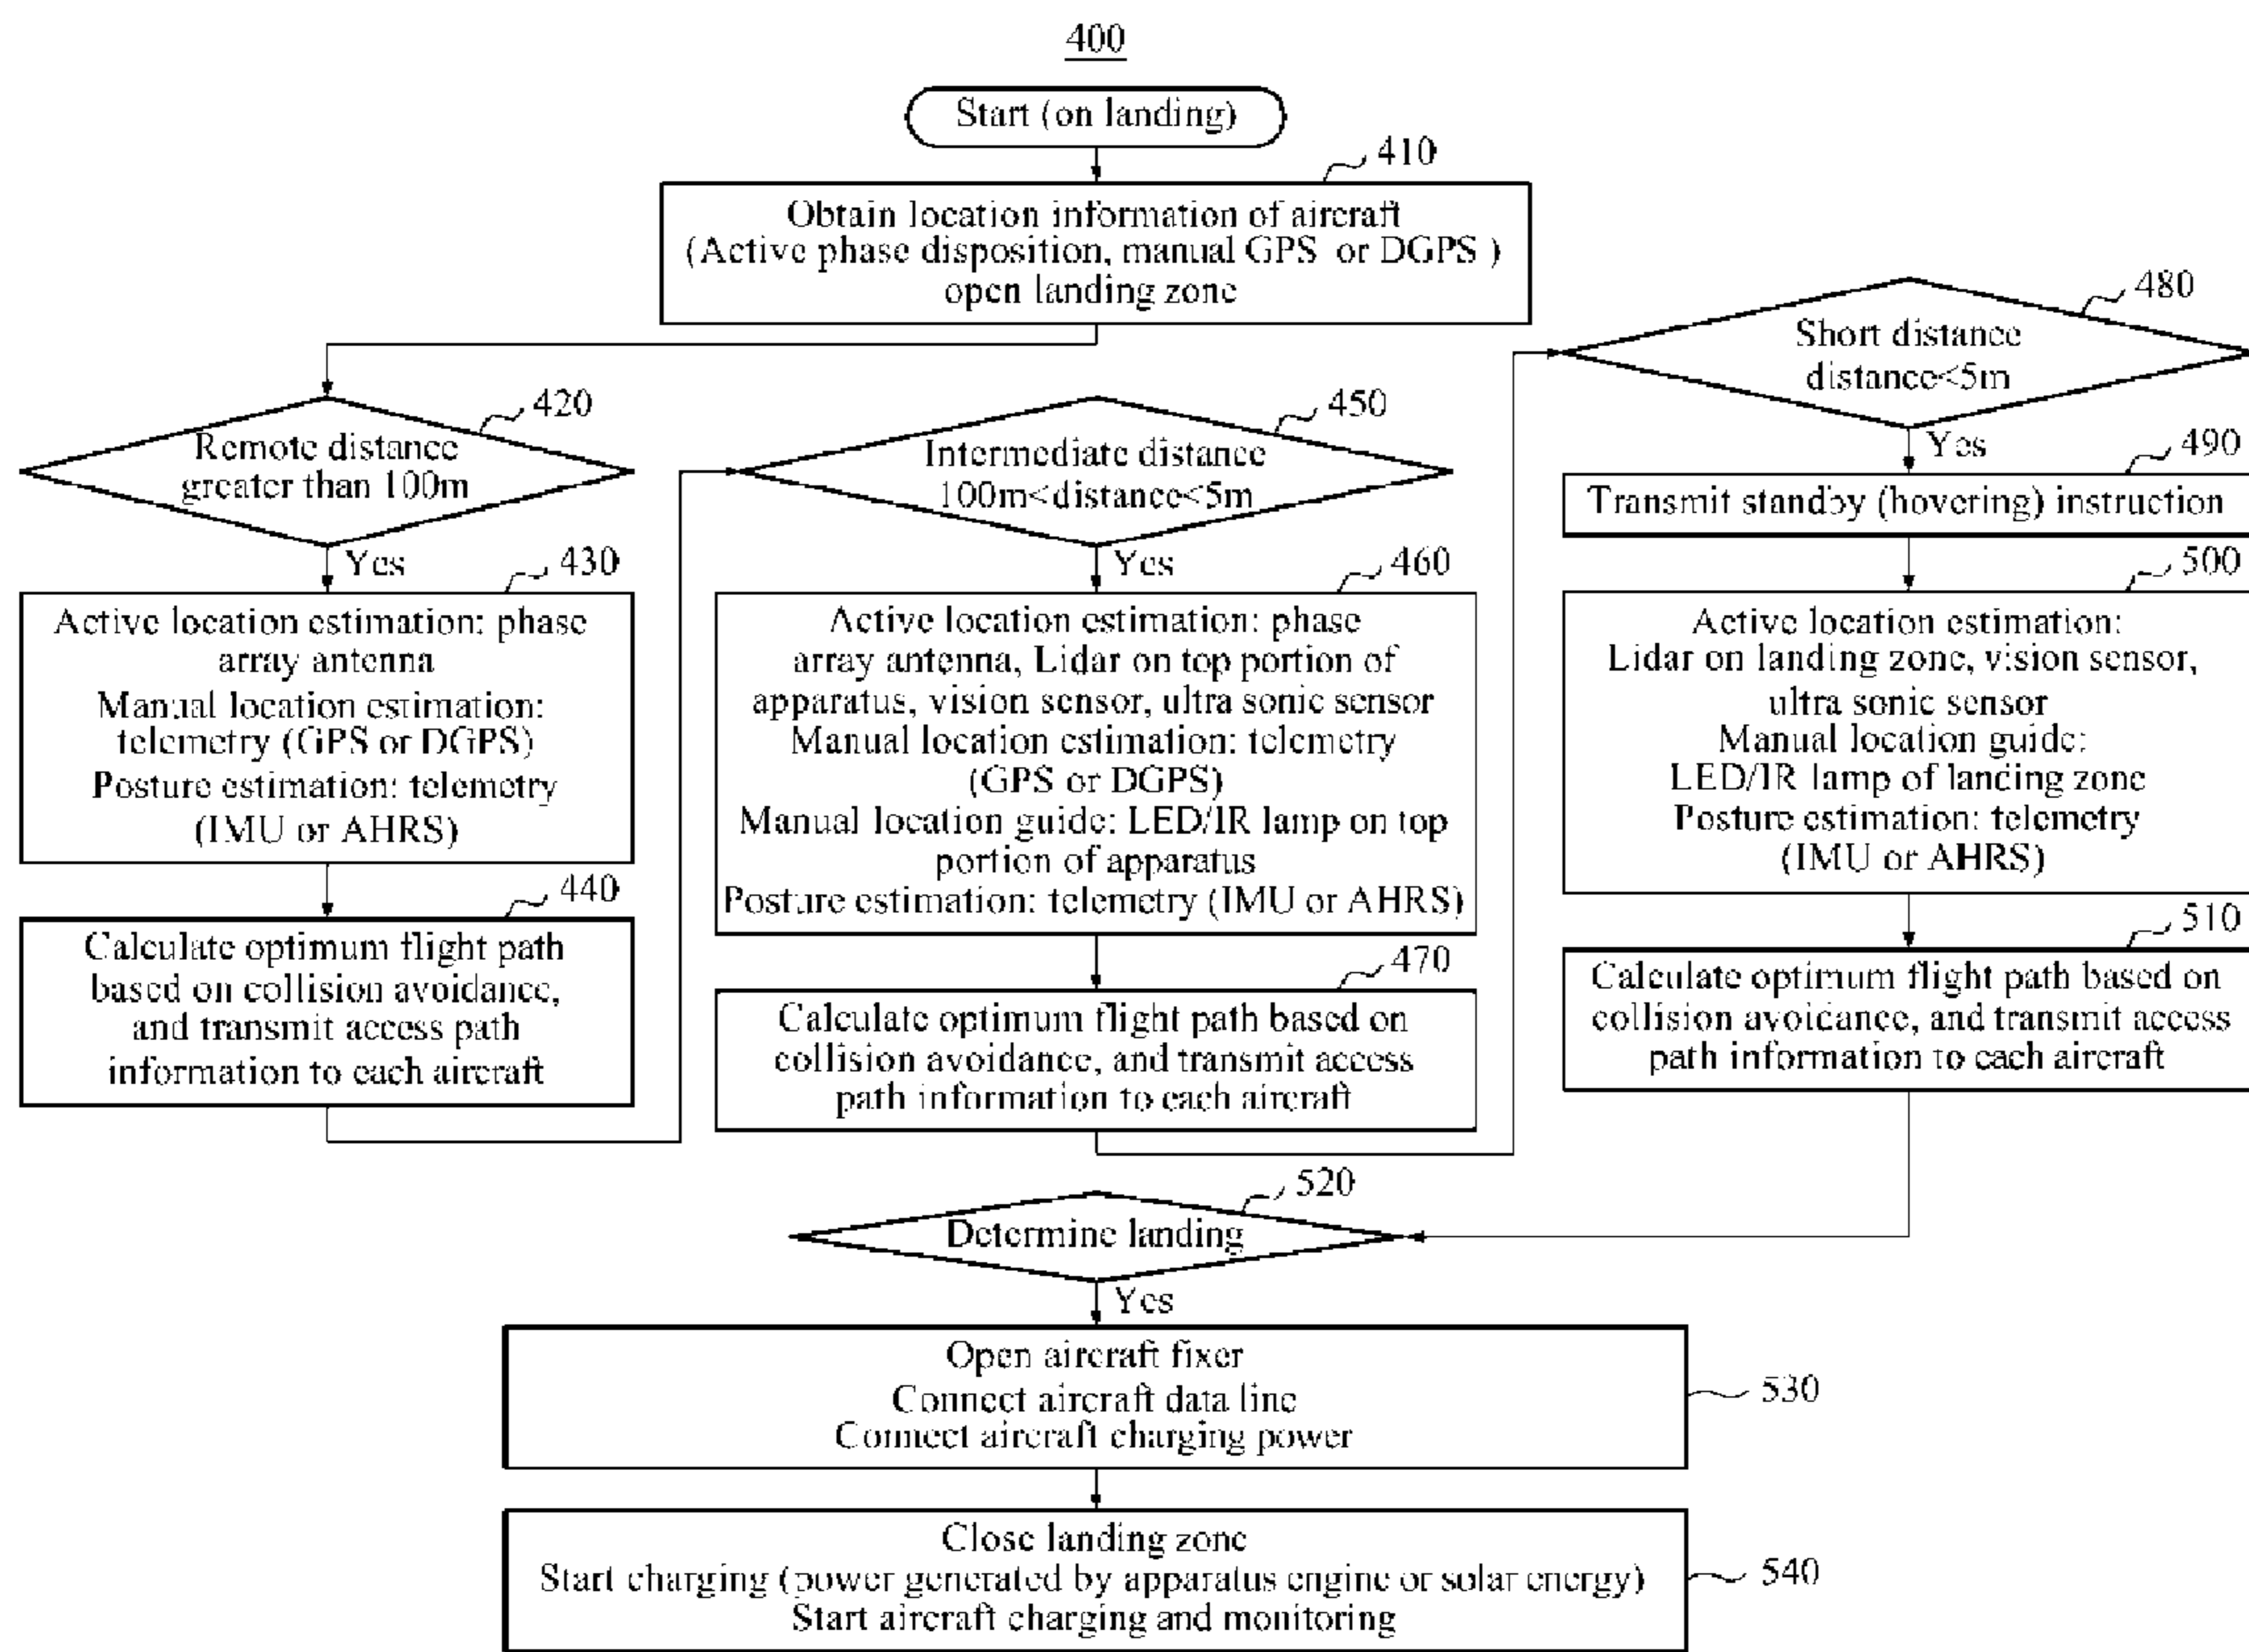 400
Start (on landing)
410
Obtain location information of aircraft
(Active phase disposition, manual GPS or DGPS )
open landing zone
420
Remote distance
greater than 100m
Yes
430
Active location estimation: phase
array antenna
Manual location estimation:
telemetry (GPS or DGPS)
Posture estimation: telemetry
(IMU or AHRS)
440
Calculate optimum flight path
based on collision avoidance,
and transmit access path
information to each aircraft
450
Intermediate distance
100m<distance<5m
Yes
460
Active location estimation: phase
array antenna, Lidar on top portion of
apparatus, vision sensor, ultra sonic sensor
Manual location estimation: telemetry
(GPS or DGPS)
Manual location guide: LED/IR lamp on top
portion of apparatus
Posture estimation: telemetry (IMU or AHRS)
470
Calculate optimum flight path based on
collision avoidance, and transmit access
path information to each aircraft
480
Short distance
distance<5m
Yes
490
Transmit standby (hovering) instruction
500
Active location estimation:
Lidar on landing zone, vision sensor,
ultra sonic sensor
Manual location guide:
LED/IR lamp of landing zone
Posture estimation: telemetry
(IMU or AHRS)
510
Calculate optimum flight path based on
collision avoidance, and transmit access
path information to each aircraft
520
Determine landing
Yes
Open aircraft fixer
Connect aircraft data line
Connect aircraft charging power
530
Close landing zone
Start charging (power generated by apparatus engine or solar energy)
Start aircraft charging and monitoring
540